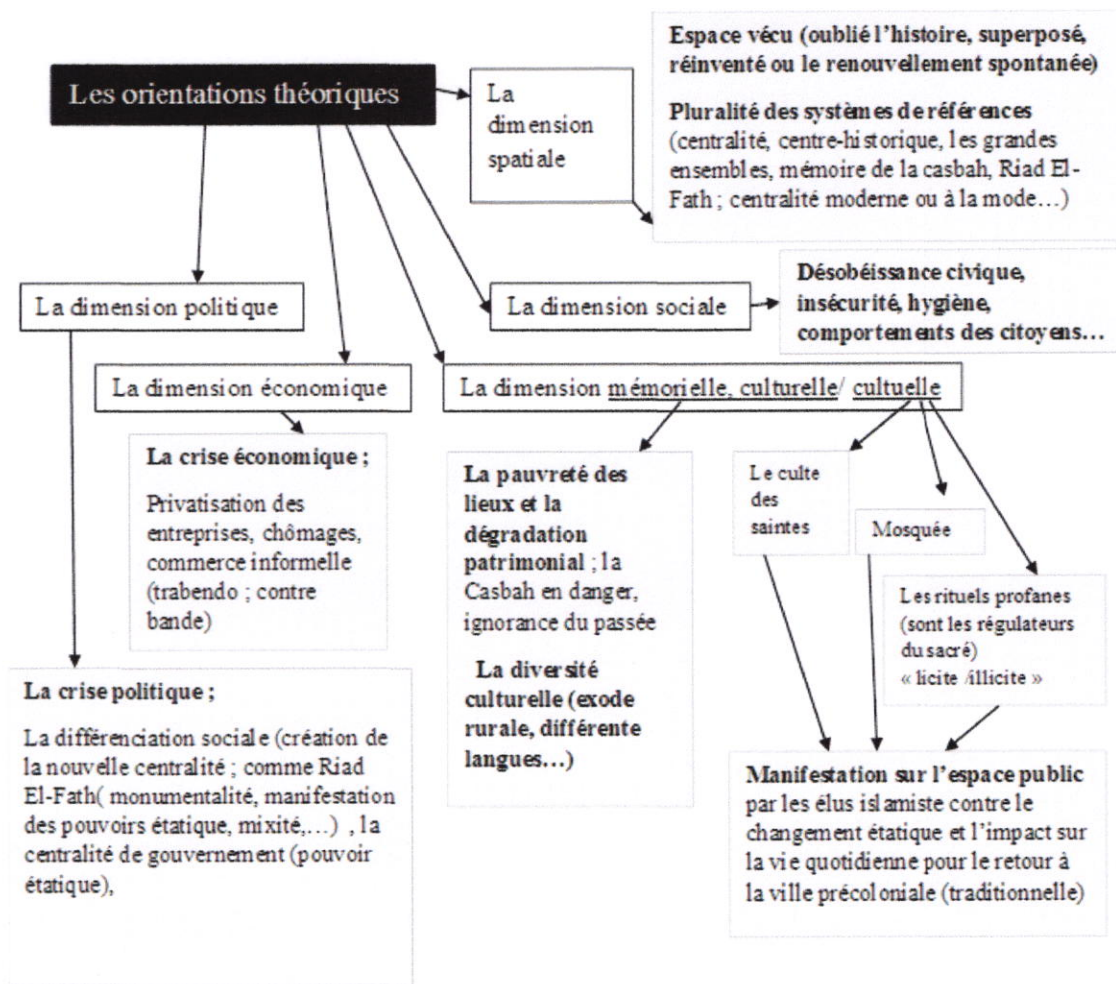 Les orientations théoriques
La
dimension
spatiale
Espace vécu (oublié l'histoire, superposé,
réinventé ou le renouvellement spontanée)
Pluralité des systèmes de références
(centralité, centre-historique, les grandes
ensembles, mémoire de la casbah, Riad El-
Fath ; centralité moderne ou à la mode…)
La dimension politique
La dimension sociale
Désobéissance civique,
insécurité, hygiène,
comportements des citoyens…
La dimension économique
La dimension mémorielle, culturelle/ cultuelle
La crise économique ;
Privatisation des
entreprises, chômages,
commerce informelle
(trabendo ; contre
bande)
La pauvreté des
lieux et la
dégradation
patrimonial ; la
Casbah en danger,
ignorance du passée
La diversité
culturelle (exode
rurale, différente
langues…)
Le culte
des
saintes
Mosquée
Les rituels profanes
(sont les régulateurs
du sacré)
« licite /illicite »
La crise politique ;
La différenciation sociale (création de
la nouvelle centralité ; comme Riad
El-Fath( monumentalité, manifestation
des pouvoirs étatique, mixité,…) , la
centralité de gouvernement (pouvoir
étatique),
Manifestation sur l'espace public
par les élus islamiste contre le
changement étatique et l'impact sur
la vie quotidienne pour le retour à
la ville précoloniale (traditionnelle)